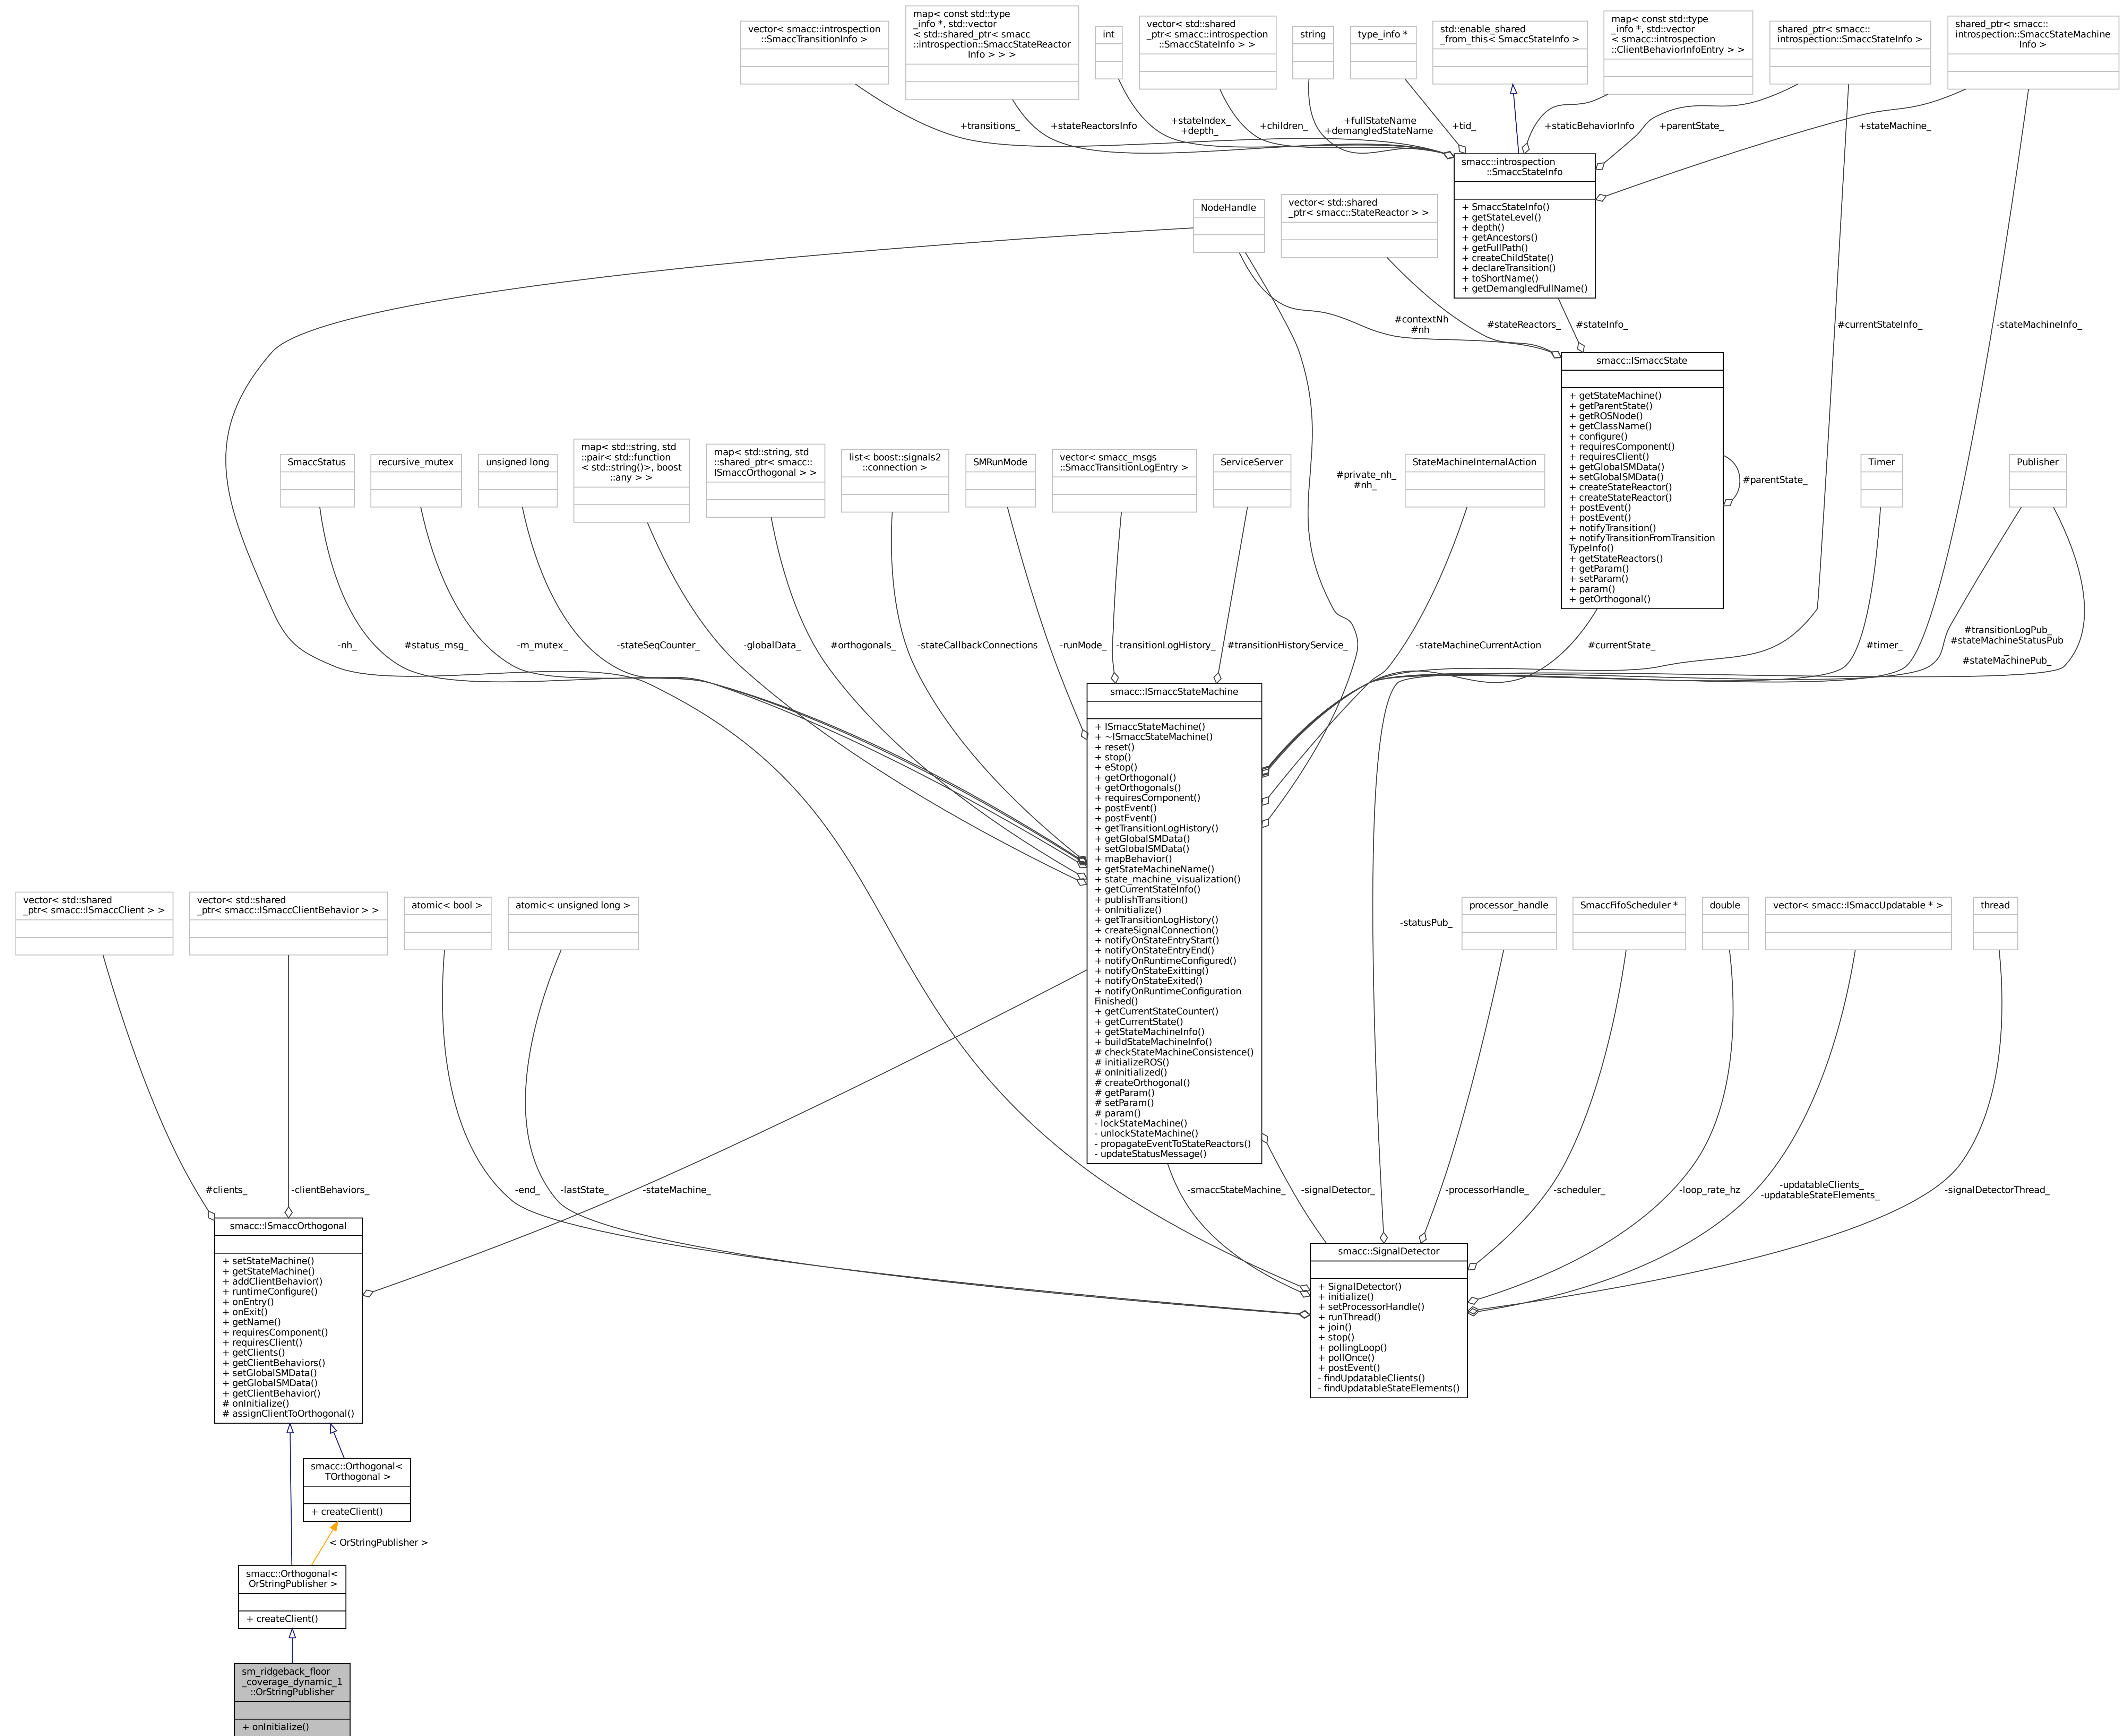 vector< smacc::introspection
::SmaccTransitionInfo >
map< const std::type
_info *, std::vector
< std::shared_ptr< smacc
::introspection::SmaccStateReactor
Info > > >
int
vector< std::shared
_ptr< smacc::introspection
::SmaccStateInfo > >
string
type_info *
std::enable_shared
_from_this< SmaccStateInfo >
map< const std::type
_info *, std::vector
< smacc::introspection
::ClientBehaviorInfoEntry > >
shared_ptr< smacc::
introspection::SmaccStateInfo >
shared_ptr< smacc::
introspection::SmaccStateMachine
Info >
+transitions_
+stateReactorsInfo
+stateIndex_
+depth_
+children_
+fullStateName
+demangledStateName
+tid_
+staticBehaviorInfo
+parentState_
+stateMachine_
smacc::introspection
::SmaccStateInfo
+ SmaccStateInfo()
+ getStateLevel()
+ depth()
+ getAncestors()
+ getFullPath()
+ createChildState()
+ declareTransition()
+ toShortName()
+ getDemangledFullName()
NodeHandle
vector< std::shared
_ptr< smacc::StateReactor > >
#contextNh
#nh
#stateReactors_
#stateInfo_
#currentStateInfo_
-stateMachineInfo_
smacc::ISmaccState
+ getStateMachine()
+ getParentState()
+ getROSNode()
+ getClassName()
+ configure()
+ requiresComponent()
+ requiresClient()
+ getGlobalSMData()
+ setGlobalSMData()
+ createStateReactor()
+ createStateReactor()
+ postEvent()
+ postEvent()
+ notifyTransition()
+ notifyTransitionFromTransition
TypeInfo()
+ getStateReactors()
+ getParam()
+ setParam()
+ param()
+ getOrthogonal()
#parentState_
SmaccStatus
recursive_mutex
unsigned long
map< std::string, std
::pair< std::function
< std::string()>, boost
::any > >
map< std::string, std
::shared_ptr< smacc::
ISmaccOrthogonal > >
list< boost::signals2
::connection >
SMRunMode
vector< smacc_msgs
::SmaccTransitionLogEntry >
ServiceServer
#private_nh_
#nh_
StateMachineInternalAction
Timer
Publisher
-nh_
#status_msg_
-m_mutex_
-stateSeqCounter_
-globalData_
#orthogonals_
-stateCallbackConnections
-runMode_
-transitionLogHistory_
#transitionHistoryService_
-stateMachineCurrentAction
#currentState_
#timer_
#transitionLogPub_
#stateMachineStatusPub
_
#stateMachinePub_
smacc::ISmaccStateMachine
+ ISmaccStateMachine()
+ ~ISmaccStateMachine()
+ reset()
+ stop()
+ eStop()
+ getOrthogonal()
+ getOrthogonals()
+ requiresComponent()
+ postEvent()
+ postEvent()
+ getTransitionLogHistory()
+ getGlobalSMData()
+ setGlobalSMData()
+ mapBehavior()
+ getStateMachineName()
+ state_machine_visualization()
+ getCurrentStateInfo()
+ publishTransition()
+ onInitialize()
+ getTransitionLogHistory()
+ createSignalConnection()
+ notifyOnStateEntryStart()
+ notifyOnStateEntryEnd()
+ notifyOnRuntimeConfigured()
+ notifyOnStateExitting()
+ notifyOnStateExited()
+ notifyOnRuntimeConfiguration
Finished()
+ getCurrentStateCounter()
+ getCurrentState()
+ getStateMachineInfo()
+ buildStateMachineInfo()
# checkStateMachineConsistence()
# initializeROS()
# onInitialized()
# createOrthogonal()
# getParam()
# setParam()
# param()
- lockStateMachine()
- unlockStateMachine()
- propagateEventToStateReactors()
- updateStatusMessage()
vector< std::shared
_ptr< smacc::ISmaccClient > >
vector< std::shared
_ptr< smacc::ISmaccClientBehavior > >
atomic< bool >
atomic< unsigned long >
-statusPub_
processor_handle
SmaccFifoScheduler *
double
vector< smacc::ISmaccUpdatable * >
thread
#clients_
-clientBehaviors_
-end_
-lastState_
-stateMachine_
-smaccStateMachine_
-signalDetector_
-processorHandle_
-scheduler_
-loop_rate_hz
-updatableClients_
-updatableStateElements_
-signalDetectorThread_
smacc::ISmaccOrthogonal
+ setStateMachine()
+ getStateMachine()
+ addClientBehavior()
+ runtimeConfigure()
+ onEntry()
+ onExit()
+ getName()
+ requiresComponent()
+ requiresClient()
+ getClients()
+ getClientBehaviors()
+ setGlobalSMData()
+ getGlobalSMData()
+ getClientBehavior()
# onInitialize()
# assignClientToOrthogonal()
smacc::SignalDetector
+ SignalDetector()
+ initialize()
+ setProcessorHandle()
+ runThread()
+ join()
+ stop()
+ pollingLoop()
+ pollOnce()
+ postEvent()
- findUpdatableClients()
- findUpdatableStateElements()
smacc::Orthogonal<
TOrthogonal >
+ createClient()
< OrStringPublisher >
smacc::Orthogonal<
OrStringPublisher >
+ createClient()
sm_ridgeback_floor
_coverage_dynamic_1
::OrStringPublisher
+ onInitialize()